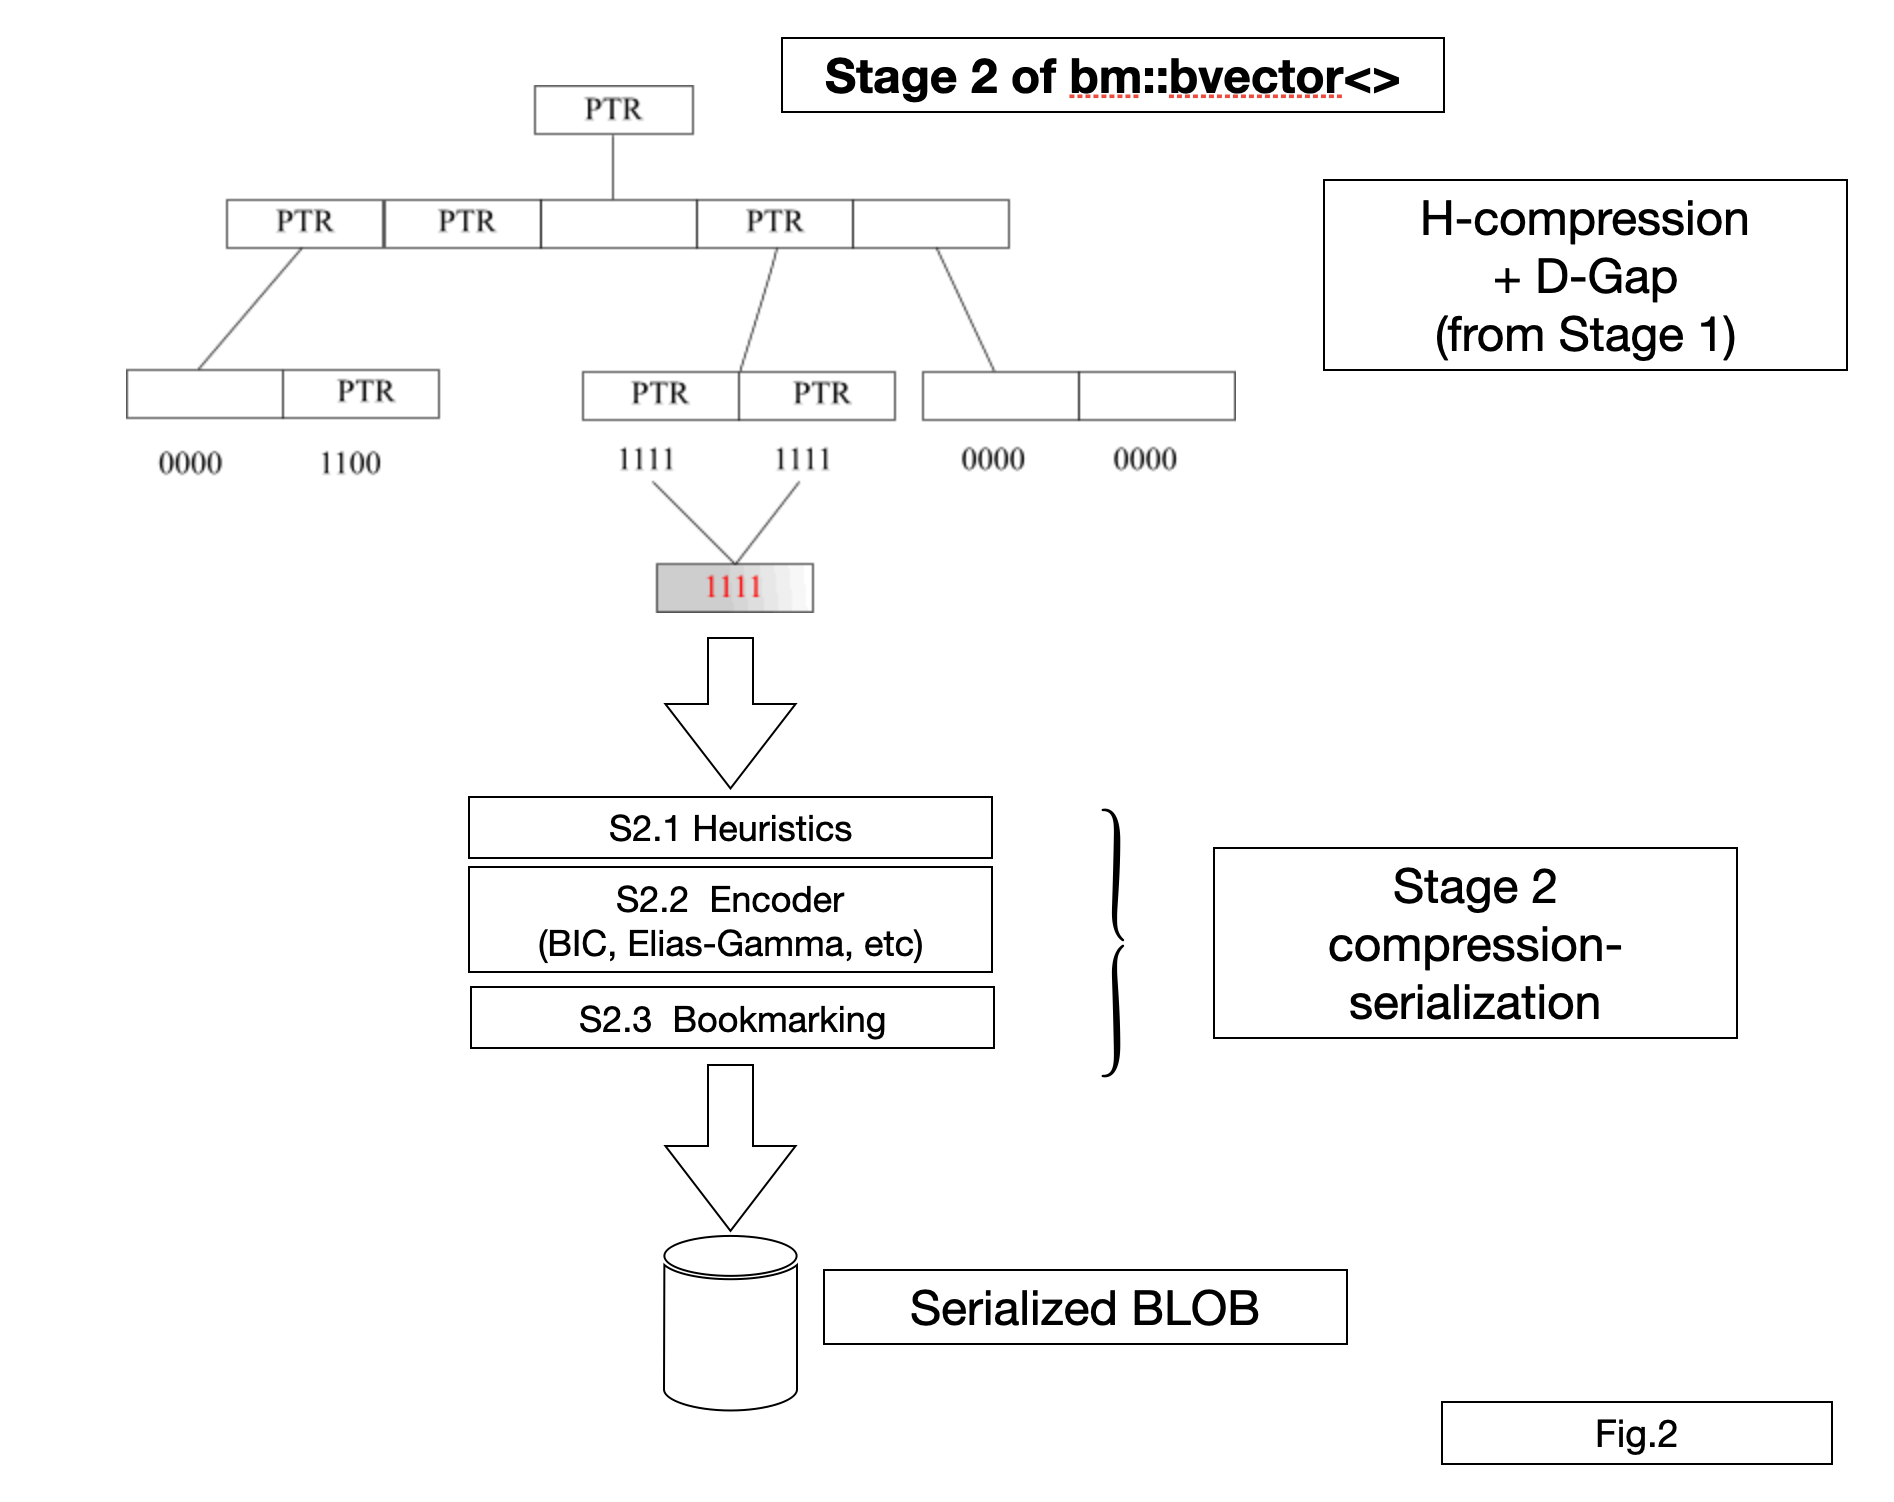 Stage 2 of bm::bvector<>
PTR
PTR PTR PTR
H-compression
+ D-Gap
(from Stage 1)
PTR PTR PTR
0000 1100 1111 1111 0000 0000
1111
S2.1 Heuristics
S2.2 Encoder
(BIC, Elias-Gamma, etc)
S2.3 Bookmarking
Stage 2
compression-
serialization
Serialized BLOB
Fig.2